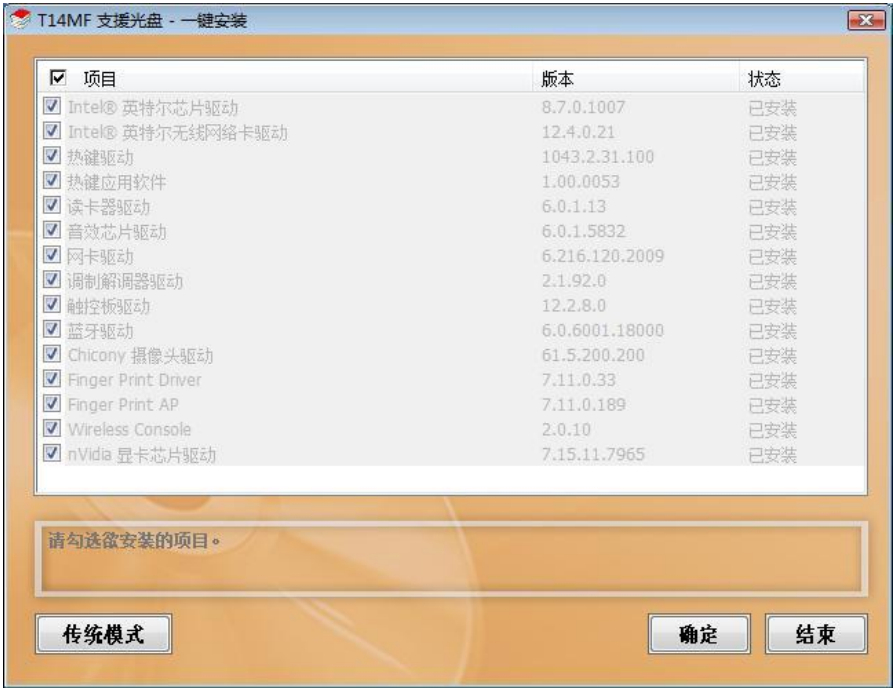 T14MF 支援光盘 - 一键安装
项目 版本 状态
Intel® 英特尔芯片驱动 8.7.0.1007 已安装
Intel® 英特尔无线网络卡驱动 12.4.0.21 已安装
热键驱动 1043.2.31.100 已安装
热键应用软件 1.00.0053 已安装
读卡器驱动 6.0.1.13 已安装
音效芯片驱动 6.0.1.5832 已安装
网卡驱动 6.216.120.2009 已安装
调制解调器驱动 2.1.92.0 已安装
触控板驱动 12.2.8.0 已安装
蓝牙驱动 6.0.6001.18000 已安装
Chicony 摄像头驱动 61.5.200.200 已安装
Finger Print Driver 7.11.0.33 已安装
Finger Print AP 7.11.0.189 已安装
Wireless Console 2.0.10 已安装
nVidia 显卡芯片驱动 7.15.11.7965 已安装
请勾选欲安装的项目。
传统模式 确定 结束